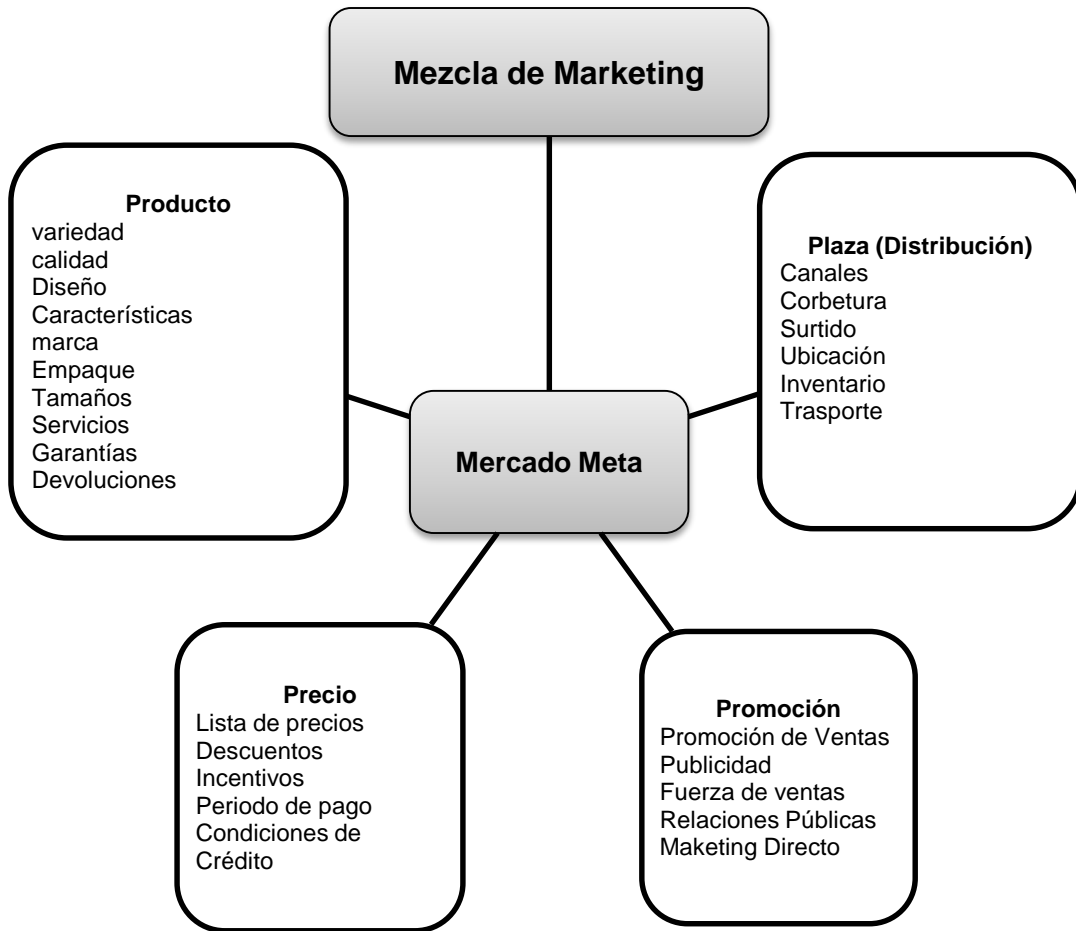 Mezcla de Marketing
Producto
variedad
calidad
Diseño
Características
marca
Empaque
Tamaños
Servicios
Garantías
Devoluciones
Plaza (Distribución)
Canales
Corbetura
Surtido
Ubicación
Inventario
Trasporte
Mercado Meta
Precio
Lista de precios
Descuentos
Incentivos
Periodo de pago
Condiciones de
Crédito
Promoción
Promoción de Ventas
Publicidad
Fuerza de ventas
Relaciones Públicas
Maketing Directo